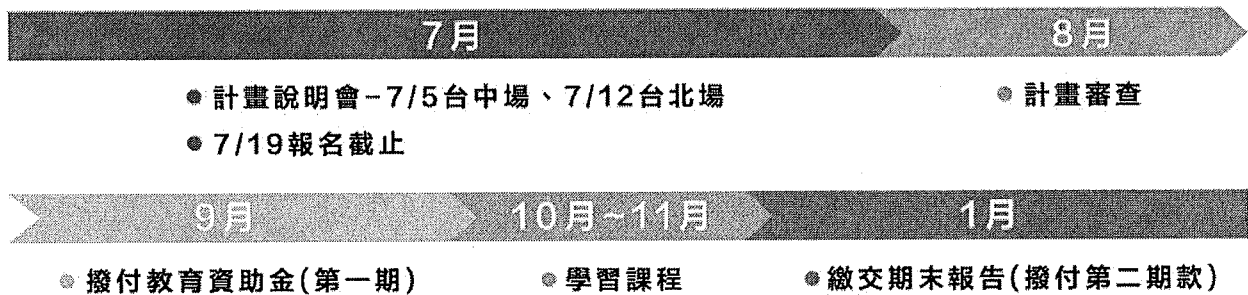 7月 8月
計畫說明會-7/5台中場、7/12台北場 計畫審查
7/19報名截止
9月 10月~11月 1月
撥付教育資助金(第一期) 學習課程 繳交期末報告(撥付第二期款)